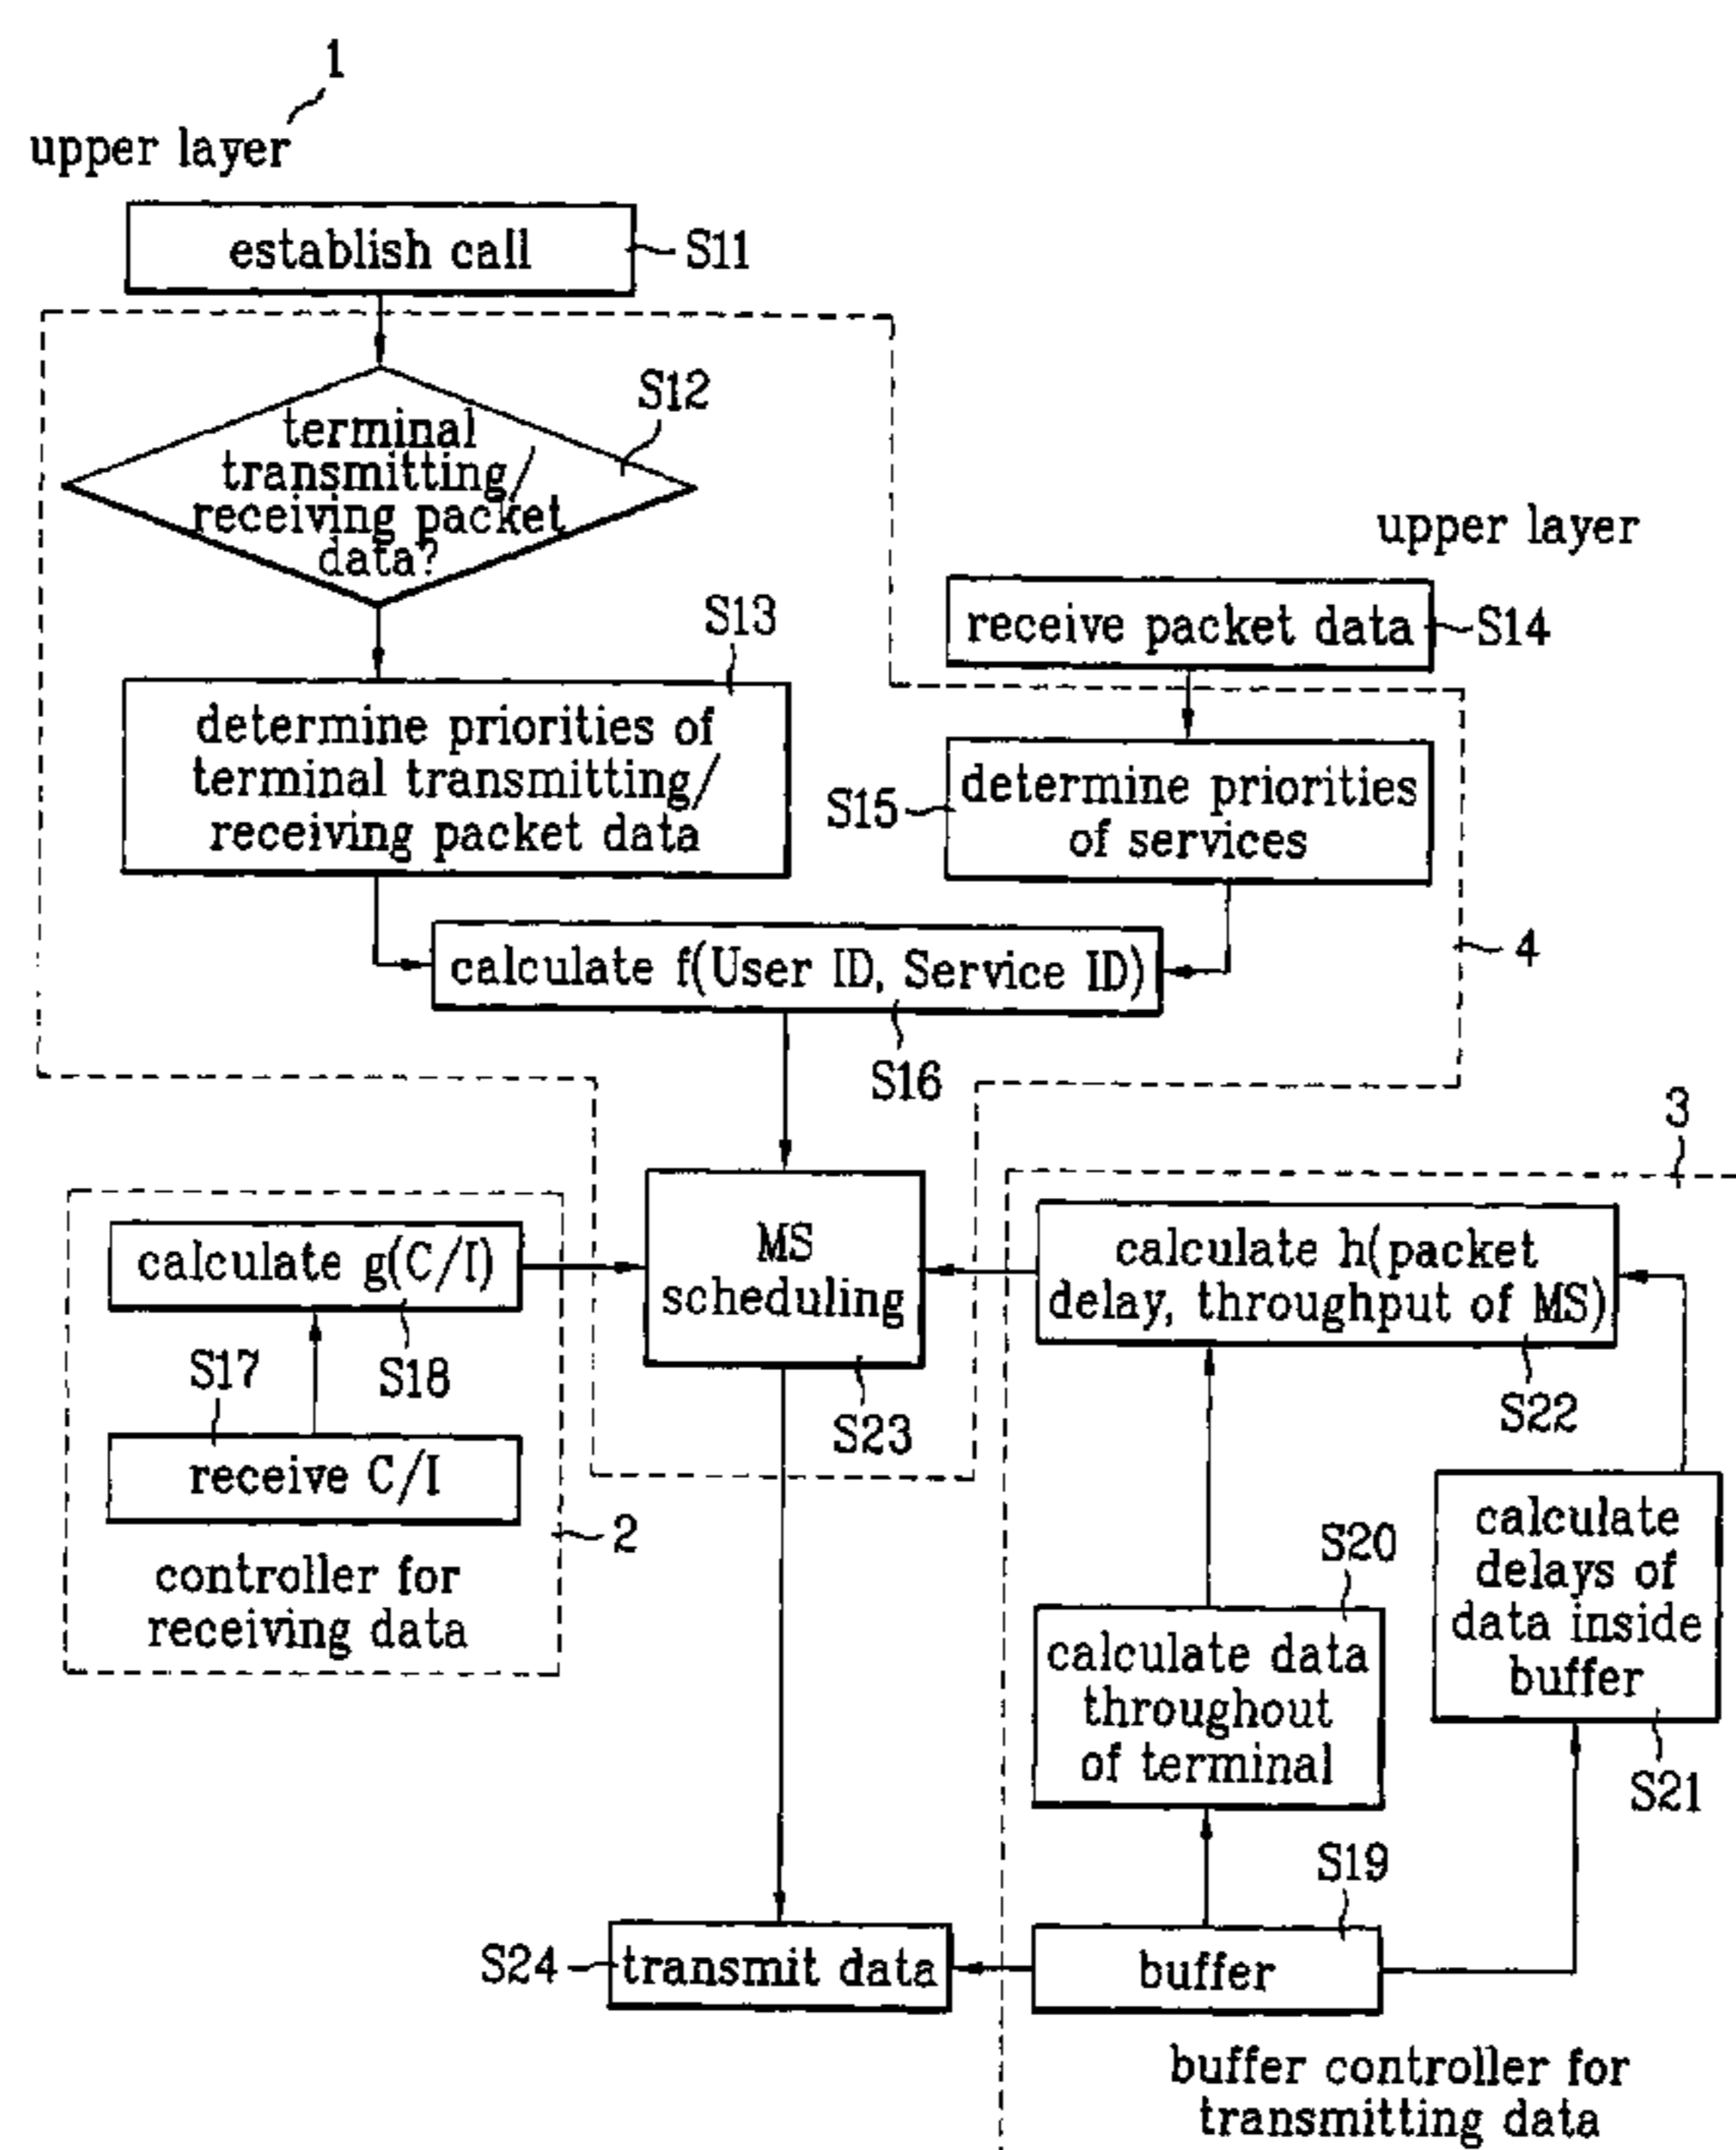 1
upper layer
establish call
S11
S12
terminal
transmitting/
receiving packet
data?
upper layer
receive packet data
S14
S13
determine priorities of
terminal transmitting/
receiving packet data
S15
determine priorities
of services
calculate f(User ID, Service ID)
4
S16
3
calculate g(C/I)
MS
scheduling
calculate h(packet
delay, throughput of MS)
S17
S18
S23
S22
receive C/I
2
controller for
receiving data
S20
calculate
delays of
data inside
buffer
calculate data
throughout
of terminal
S21
S19
S24
transmit data
buffer
buffer controller for
transmitting data